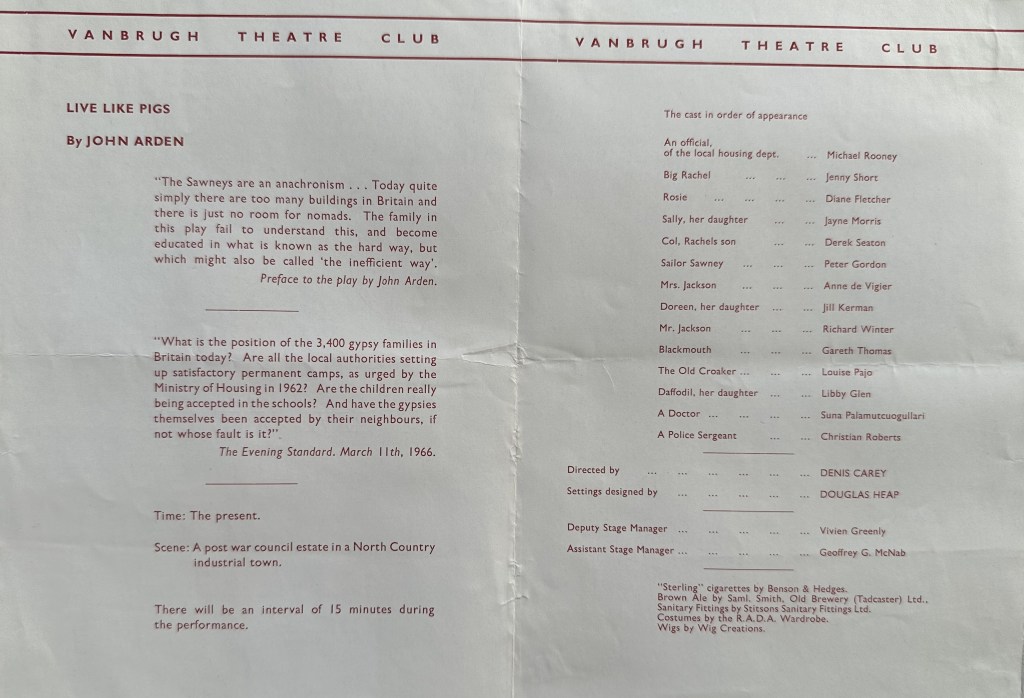 VANBRUGH THEATRE CLUB
LIVE LIKE PIGS
By JOHN ARDEN
"The Sawneys are an anachronism . . . Today quite
simply there are too many buildings in Britain and
there is just no room for nomads. The family in
this play fail to understand this, and become
educated in what is known as the hard way, but
which might also be called 'the inefficient way'.
Preface to the play by John Arden.
"What is the position of the 3,400 gypsy families in
Britain today? Are all the local authorities setting
up satisfactory permanent camps, as urged by the
Ministry of Housing in 1962? Are the children really
being accepted in the schools? And have the gypsies
themselves been accepted by their neighbours, if
not whose fault is it?"
The Evening Standard. March 11th, 1966.
Time: The present.
Scene: A post war council estate in a North Country
industrial town.
There will be an interval of 15 minutes during
the performance.
VANBRUGH THEATRE CLUB
The cast in order of appearance
An official,
of the local housing dept. ... Michael Rooney
Big Rachel ... ... ... Jenny Short
Rosie ... ... ... ... Diane Fletcher
Sally, her daughter ... ... Jayne Morris
Col, Rachels son ... ... Derek Seaton
Sailor Sawney ... ... ... Peter Gordon
Mrs. Jackson ... ... ... Anne de Vigier
Doreen, her daughter ... ... Jill Kerman
Mr. Jackson ... ... ... Richard Winter
Blackmouth ... ... ... Gareth Thomas
The Old Croaker ... ... ... Louise Pajo
Daffodil, her daughter ... ... Libby Glen
A Doctor ... ... ... ... Suna Palamutcuogullari
A Police Sergeant ... ... Christian Roberts
Directed by ... ... ... ... ... DENIS CAREY
Settings designed by ... ... ... ... ... DOUGLAS HEAP
Deputy Stage Manager ... ... ... ... ... Vivien Greenly
Assistant Stage Manager ... ... ... ... ... Geoffrey G. McNab
"Sterling" cigarettes by Benson & Hedges.
Brown Ale by Saml. Smith, Old Brewery (Tadcaster) Ltd.,
Sanitary Fittings by Stitsons Sanitary Fittings Ltd.
Costumes by the R.A.D.A. Wardrobe.
Wigs by Wig Creations.